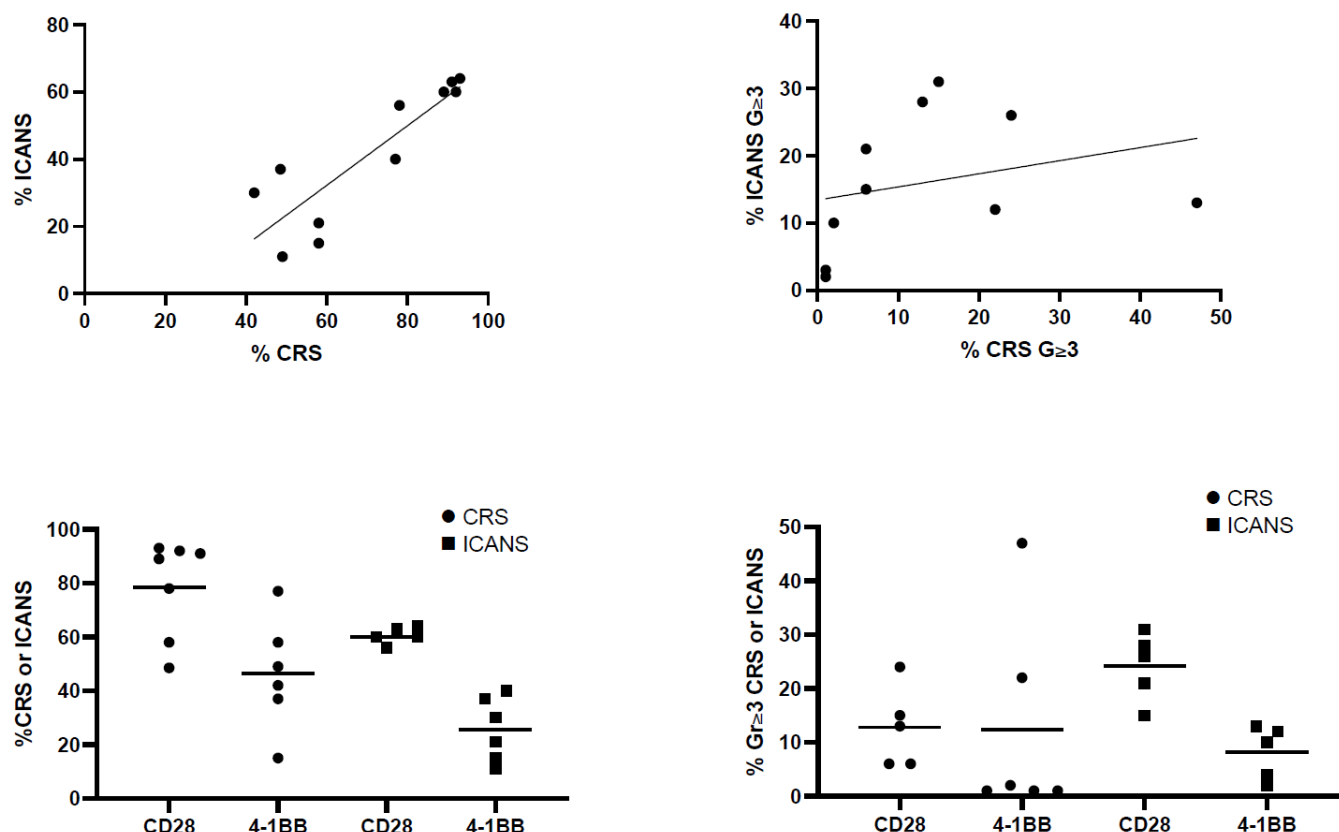 80
60
40
20
0
% ICANS
0 20 40 60 80 100
% CRS
40
30
20
10
0
% ICANS G≥3
0 10 20 30 40 50
% CRS G≥3
CRS
ICANS
100
80
60
40
20
0
%CRS or ICANS
CD28 4-1BB CD28 4-1BB
CRS
ICANS
50
40
30
20
10
0
% Gr≥3 CRS or ICANS
CD28 4-1BB CD28 4-1BB